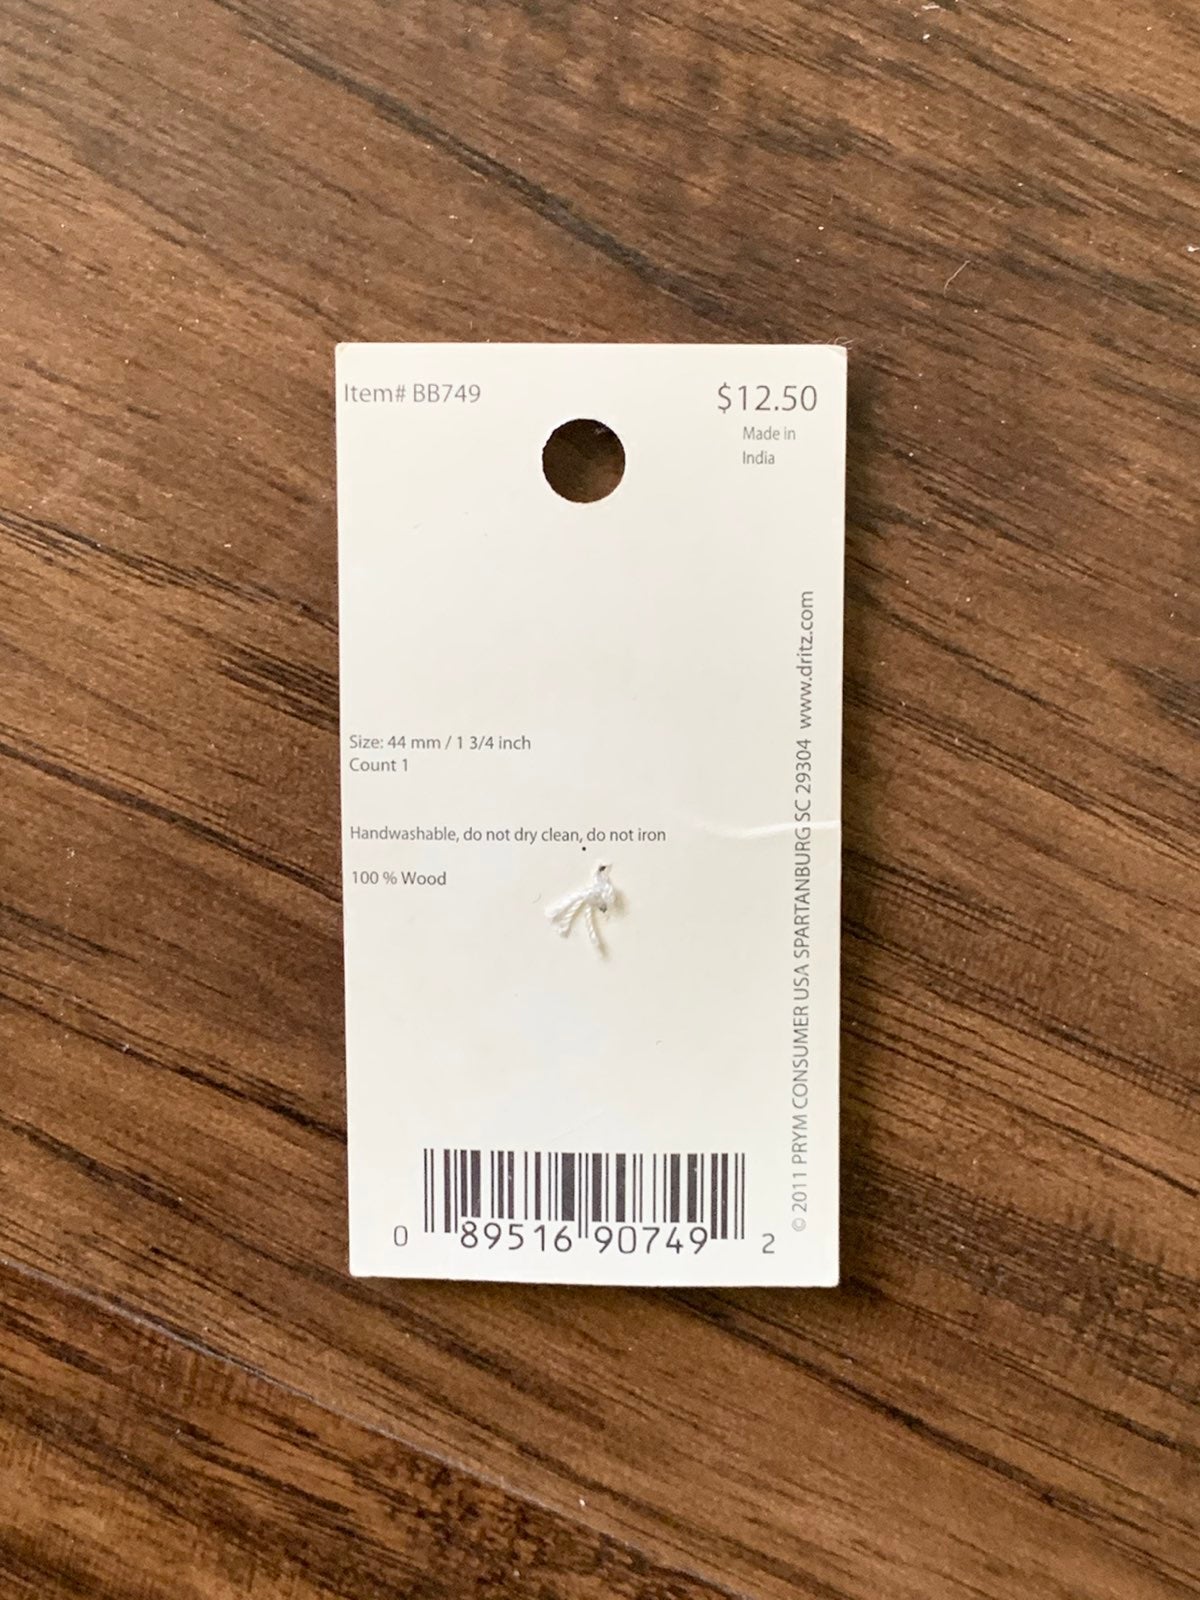 Item# BB749
$12.50
Made in
India
Size: 44 mm / 1 3/4 inch
Count 1
Handwashable, do not dry clean, do not iron
100 % Wood
© 2011 PRYM CONSUMER USA SPARTANBURG SC 29304 www.dritz.com
0 89516 90749 2